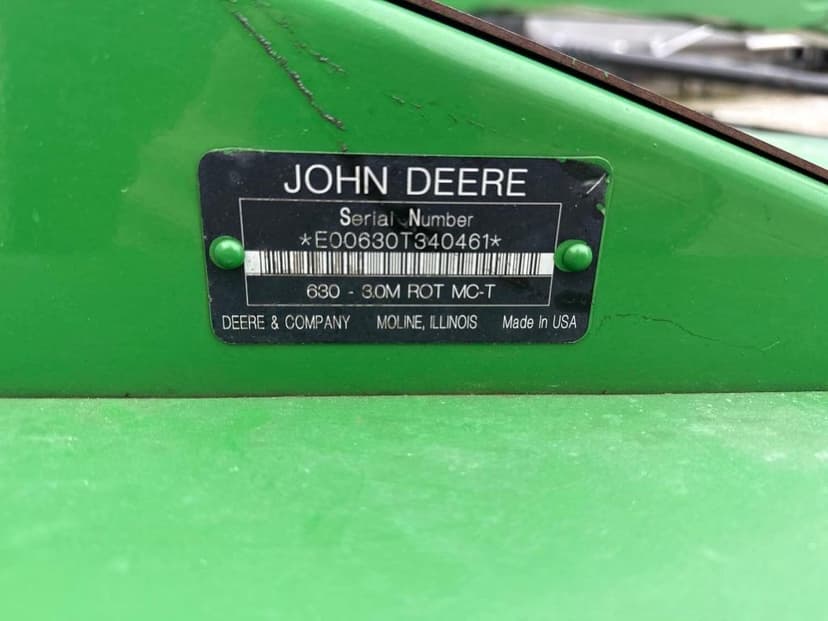 JOHN DEERE
Serial Number
*E00630T340461*
630 - 3.0M ROT MC-T
DEERE & COMPANY MOLINE, ILLINOIS Made in USA